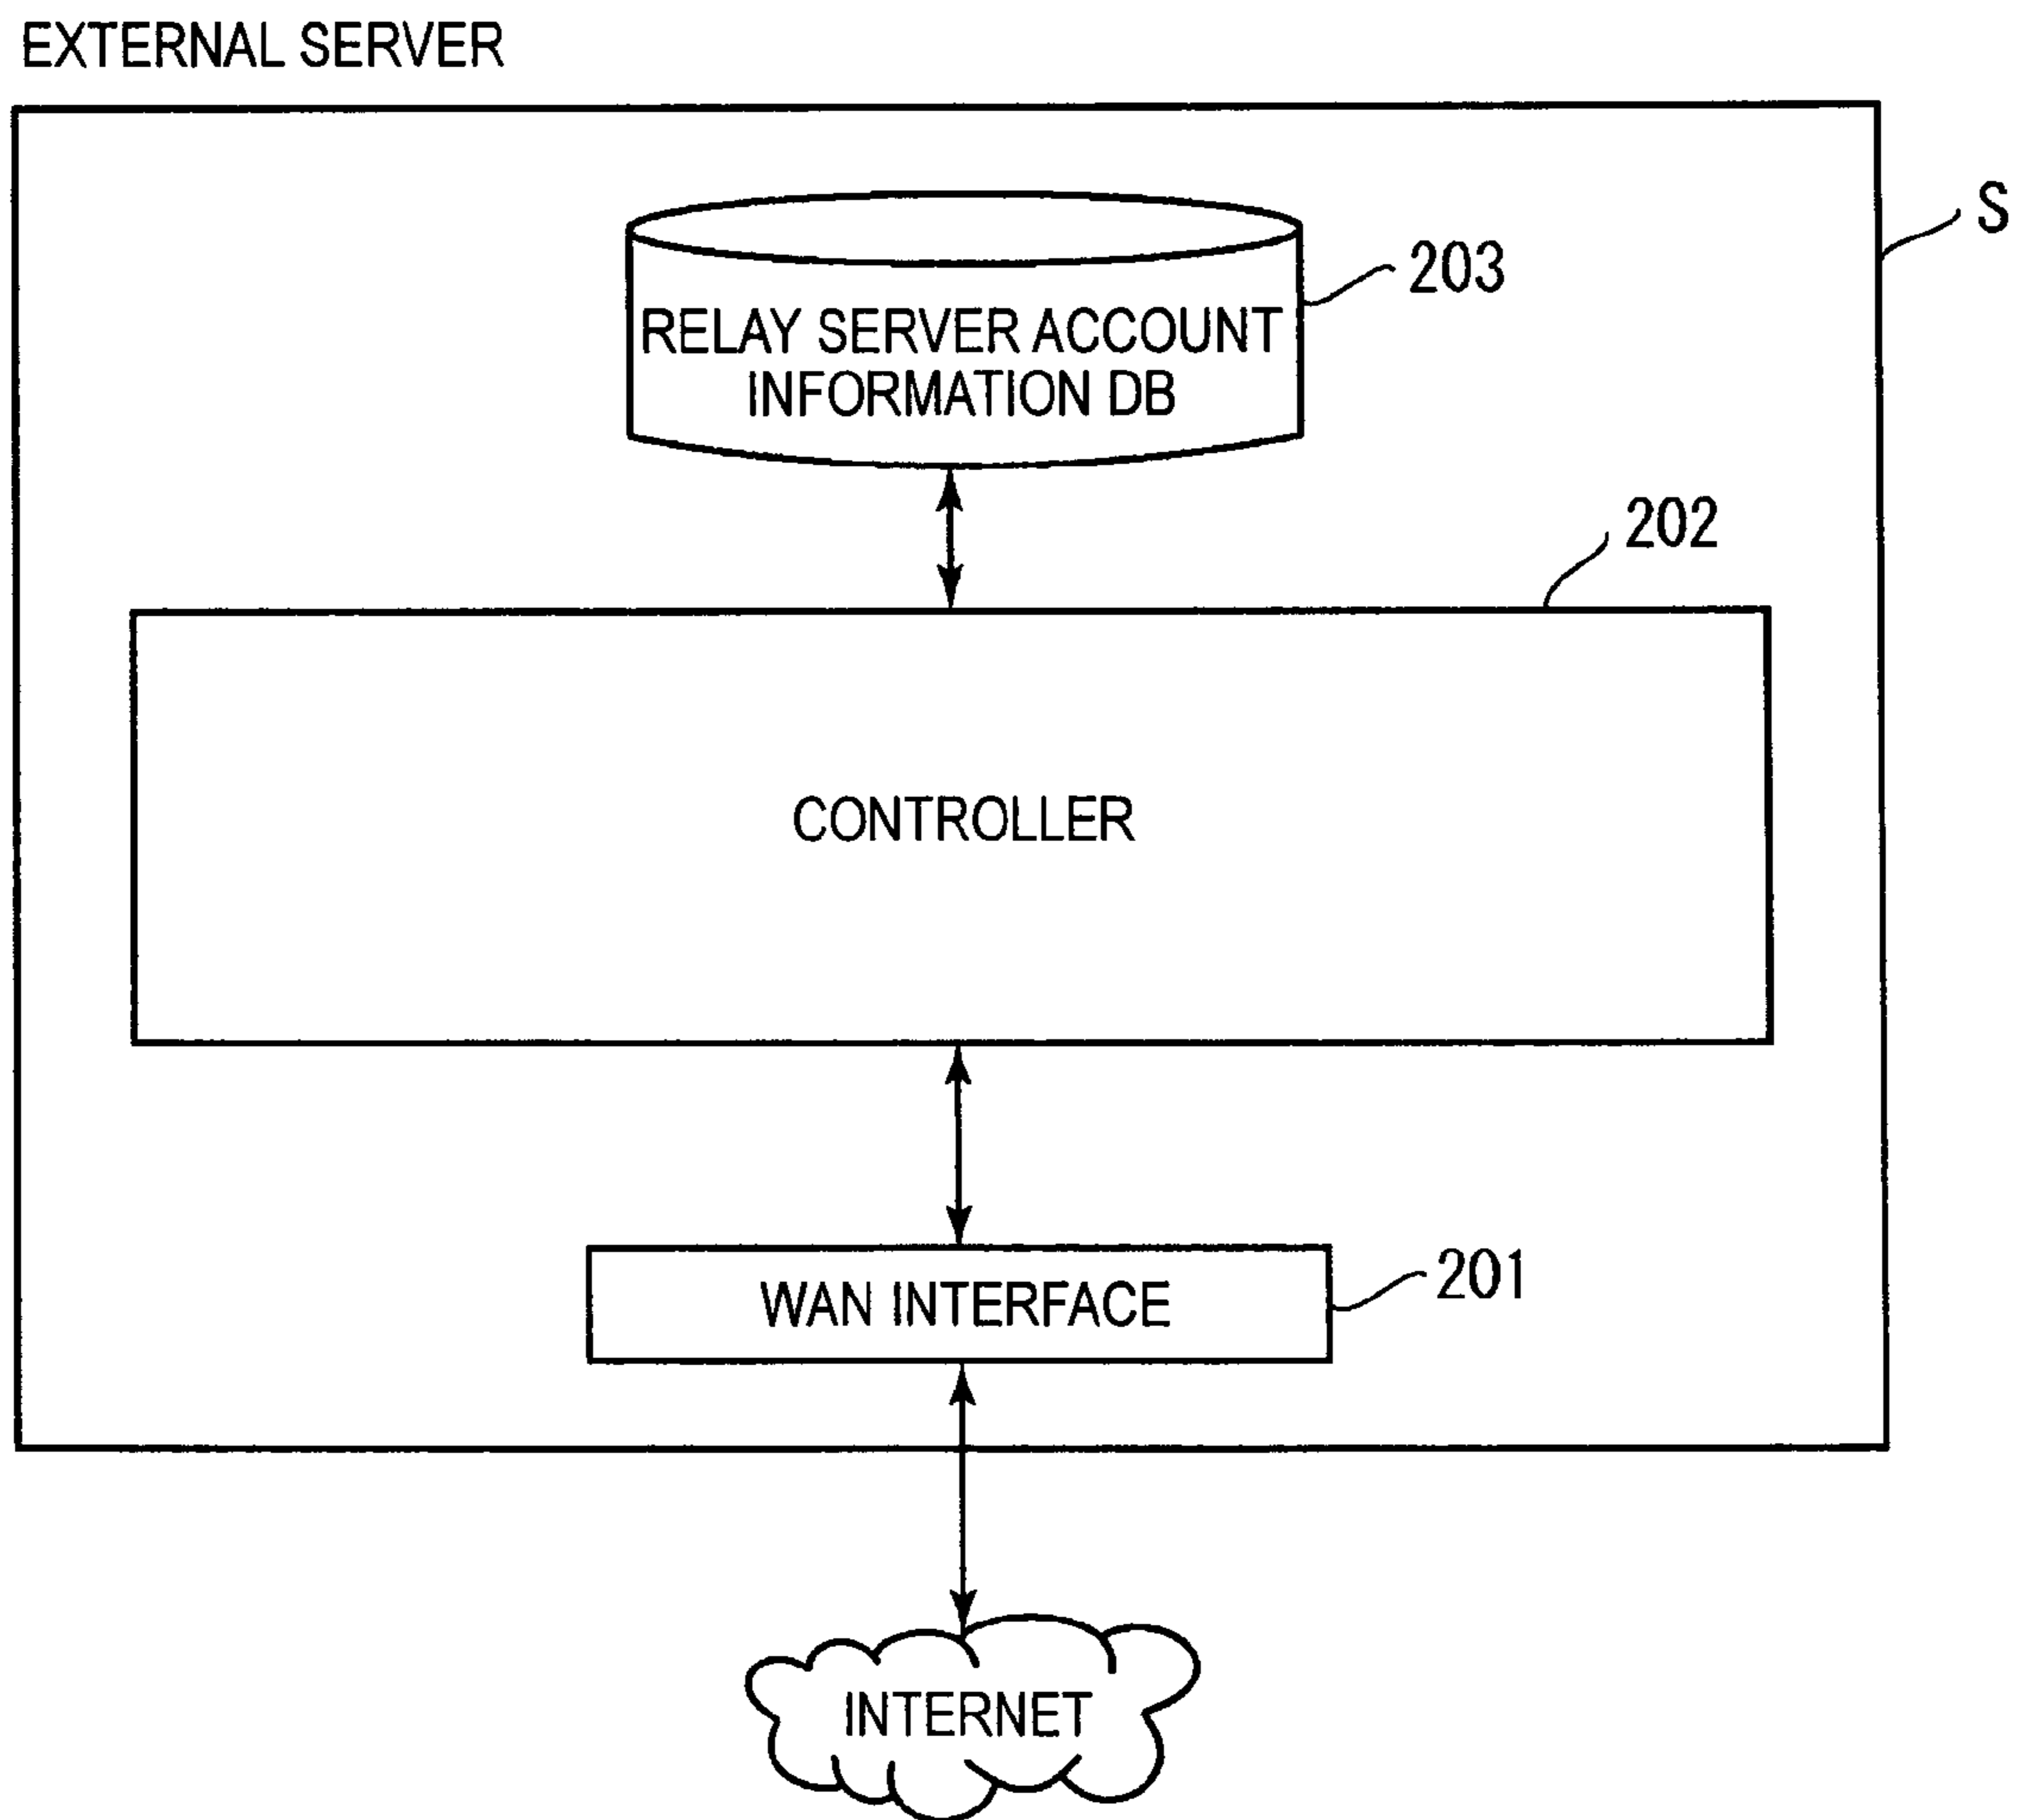 EXTERNAL SERVER
S
203
RELAY SERVER ACCOUNT
INFORMATION DB
202
CONTROLLER
WAN INTERFACE
201
INTERNET